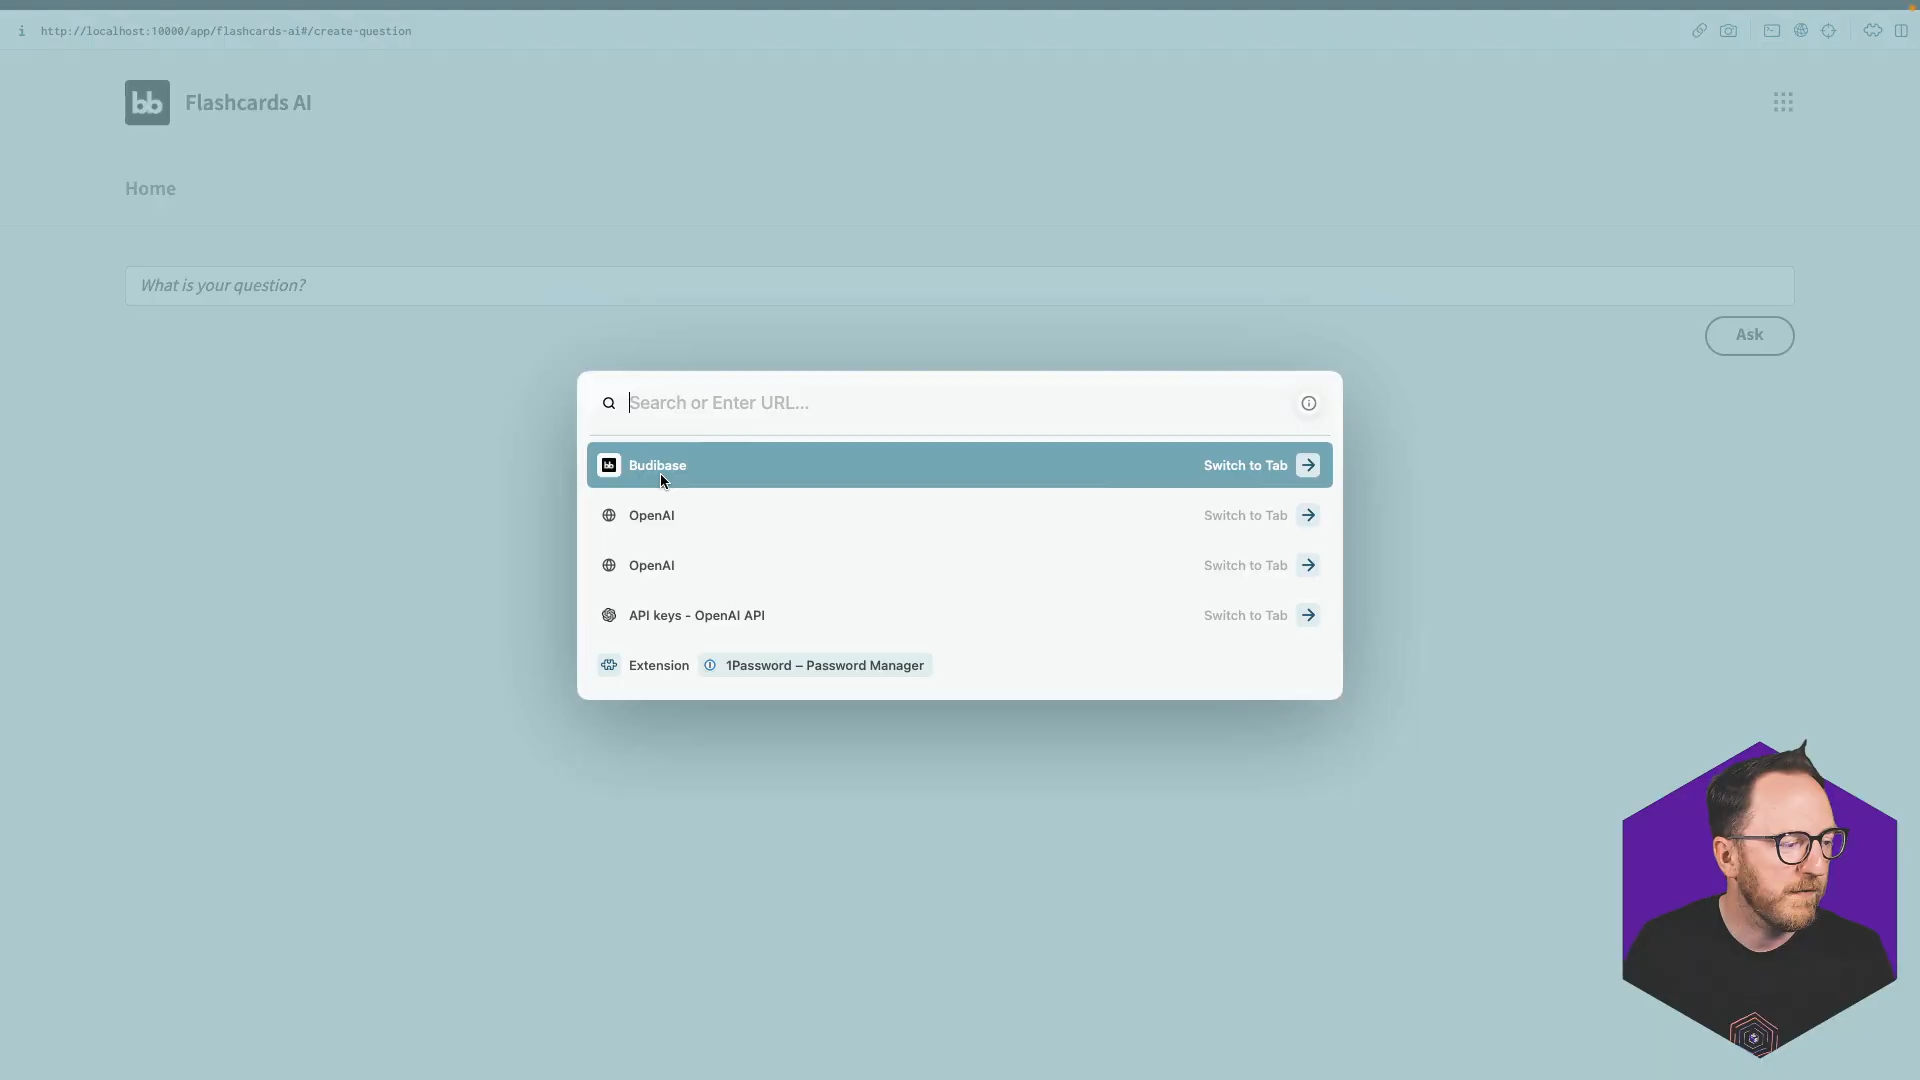 http://localhost:10000/app/flashcards-ai#/create-question
bb Flashcards AI
Home
What is your question?
Ask
Search or Enter URL...
bb Budibase Switch to Tab
OpenAI Switch to Tab
OpenAI Switch to Tab
API keys - OpenAI API Switch to Tab
Extension 1Password – Password Manager